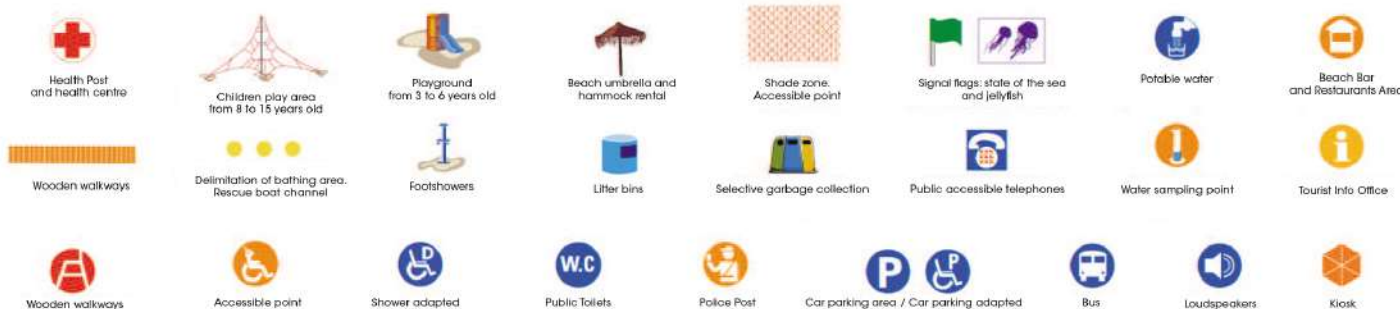 Health Post
and health centre
Children play area
from 8 to 15 years old
Playground
from 3 to 6 years old
Beach umbrella and
hammock rental
Shade zone.
Accessible point
Signal flags: state of the sea
and jellyfish
Potable water
Beach Bar
and Restaurants Area
Wooden walkways
Delimitation of bathing area.
Rescue boat channel
Footshowers
Litter bins
Selective garbage collection
Public accessible telephones
Water sampling point
i
Tourist Info Office
Wooden walkways
Accessible point
D
Shower adapted
W.C
Public Toilets
Police Post
P
P
Car parking area / Car parking adapted
Bus
Loudspeakers
Kiosk